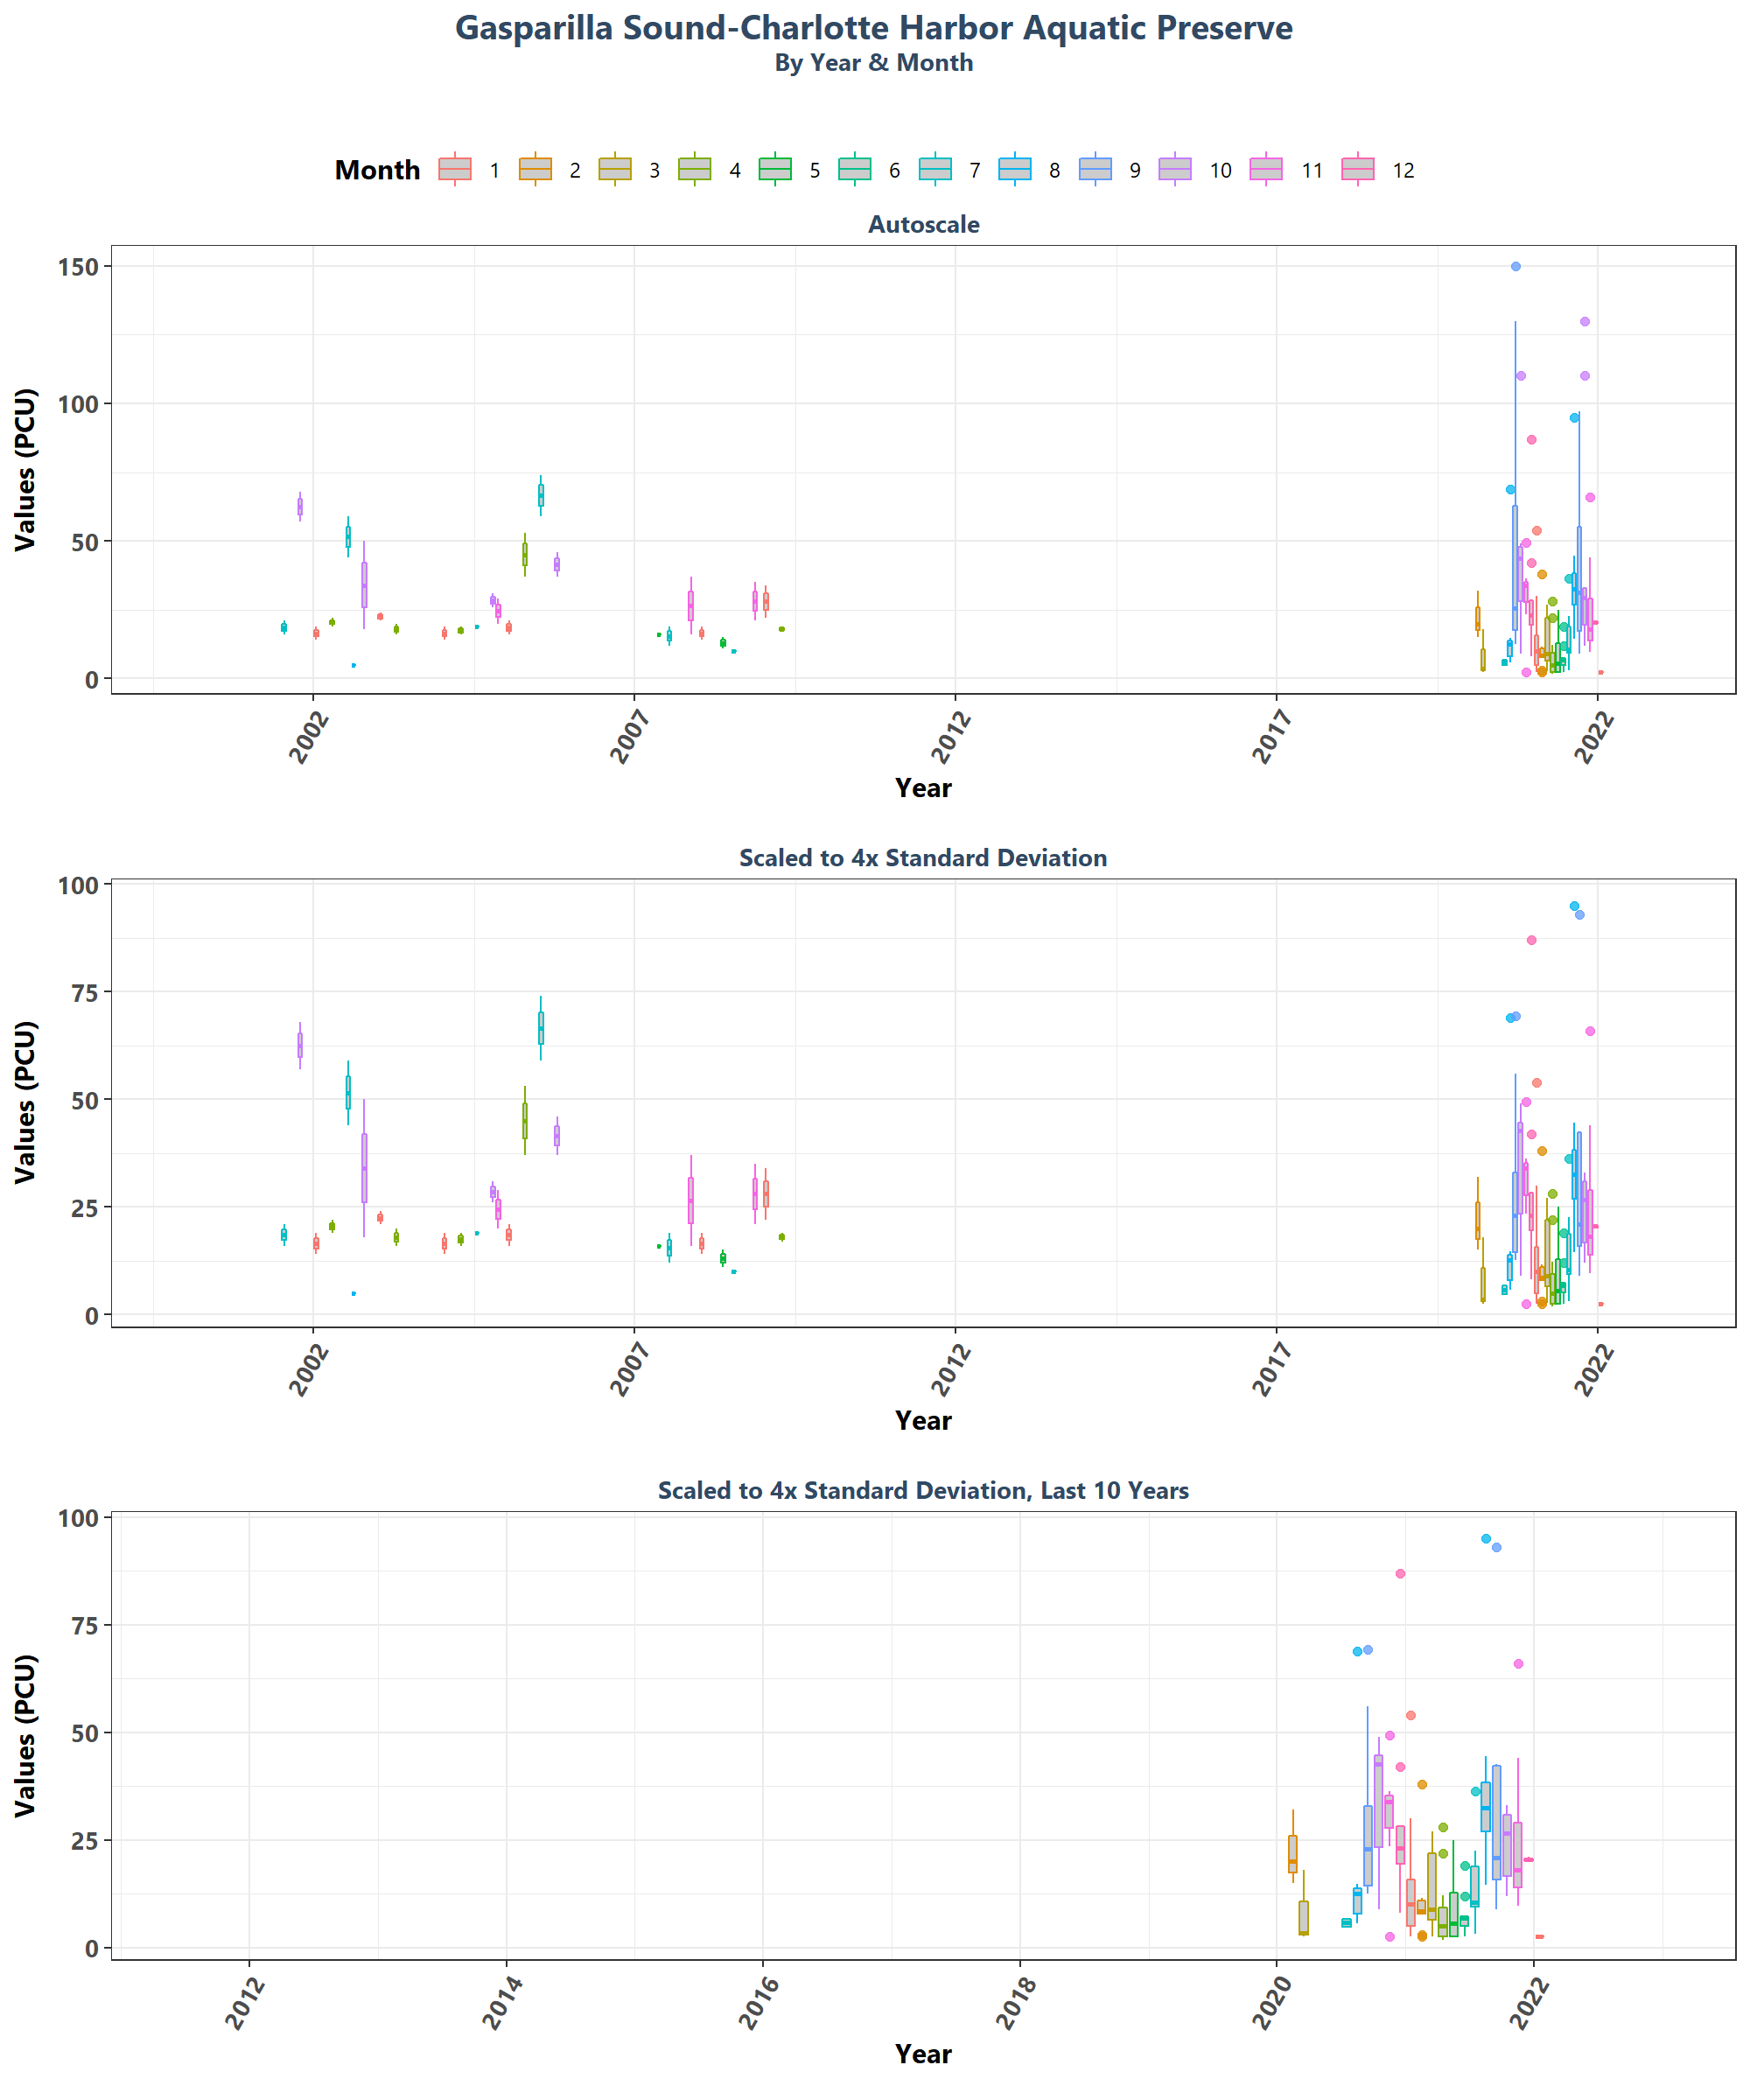 Gasparilla Sound-Charlotte Harbor Aquatic Preserve
By Year & Month
Month 1 2 3 4 5 6 7 8 9 10 11 12
Autoscale
Values (PCU)
150
100
50
0
2002 2007 2012 2017 2022
Year
Scaled to 4x Standard Deviation
Values (PCU)
100
75
50
25
0
2002 2007 2012 2017 2022
Year
Scaled to 4x Standard Deviation, Last 10 Years
Values (PCU)
100
75
50
25
0
2012 2014 2016 2018 2020 2022
Year